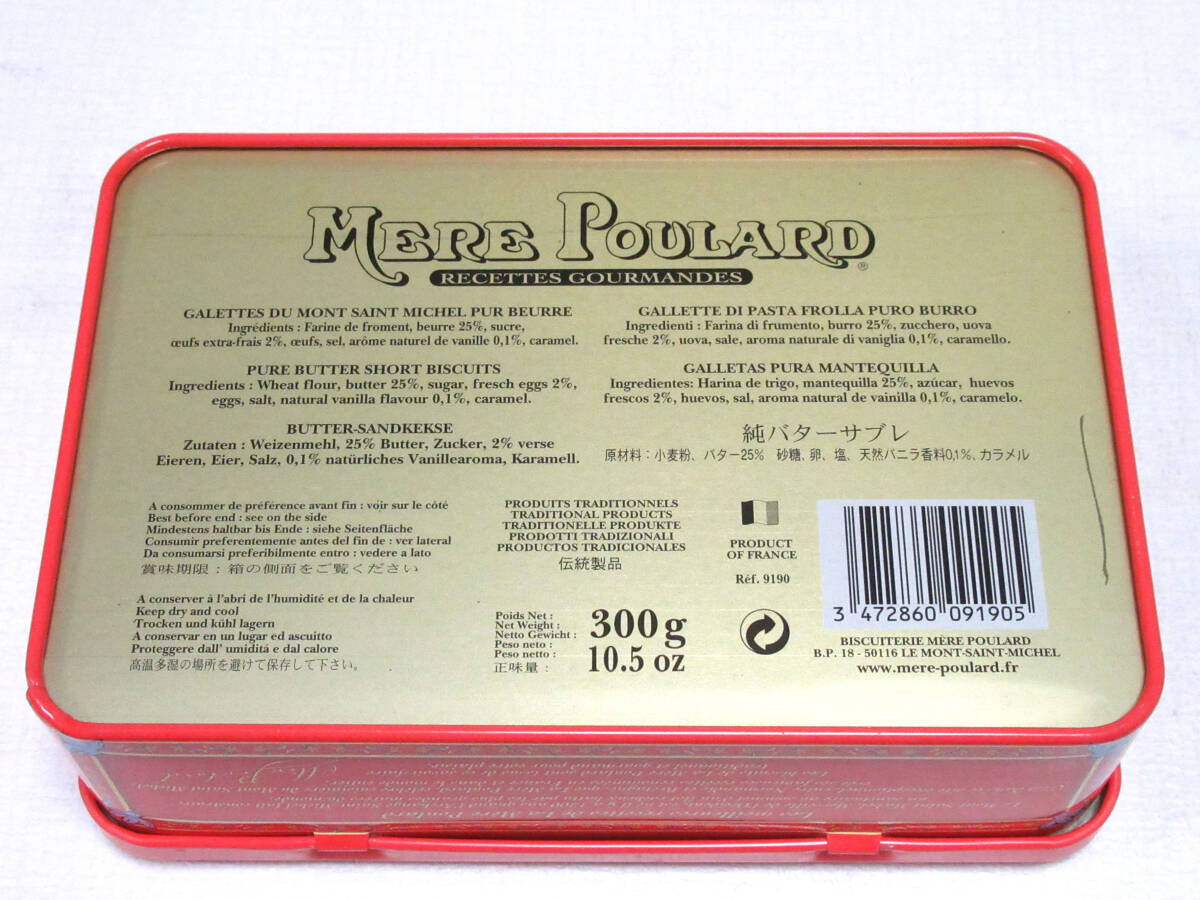 MERE POULARD®
RECETTES GOURMANDES
GALETTES DU MONT SAINT MICHEL PUR BEURRE
Ingrédients : Farine de froment, beurre 25%, sucre,
œufs extra-frais 2%, œufs, sel, arôme naturel de vanille 0,1%, caramel.
PURE BUTTER SHORT BISCUITS
Ingredients : Wheat flour, butter 25%, sugar, fresch eggs 2%,
eggs, salt, natural vanilla flavour 0,1%, caramel.
BUTTER-SANDKEKSE
Zutaten : Weizenmehl, 25% Butter, Zucker, 2% verse
Eieren, Eier, Salz, 0,1% natürliches Vanillearoma, Karamell.
GALLETTE DI PASTA FROLLA PURO BURRO
Ingredienti : Farina di frumento, burro 25%, zucchero, uova
fresche 2%, uova, sale, aroma naturale di vaniglia 0,1%, caramello.
GALLETAS PURA MANTEQUILLA
Ingredientes: Harina de trigo, mantequilla 25%, azúcar, huevos
frescos 2%, huevos, sal, aroma natural de vainilla 0,1%, caramelo.
純バターサブレ
原材料：小麦粉、バター25% 砂糖、卵、塩、天然バニラ香料0,1%、カラメル
A consommer de préférence avant fin : voir sur le côté
Best before end : see on the side
Mindestens haltbar bis Ende : siehe Seitenfläche
Consumir preferentemente antes del fin de : ver lateral
Da consumarsi preferibilmente entro : vedere a lato
賞味期限：箱の側面をご覧ください
A conserver à l'abri de l'humidité et de la chaleur
Keep dry and cool
Trocken und kühl lagern
A conservar en un lugar ed ascuitto
Proteggere dall' umiditá e dal calore
高温多湿の場所を避けて保存して下さい。
PRODUITS TRADITIONNELS
TRADITIONAL PRODUCTS
TRADITIONELLE PRODUKTE
PRODOTTI TRADIZIONALI
PRODUCTOS TRADICIONALES
伝統製品
Poids Net :
Net Weight :
Netto Gewicht :
Peso neto :
Peso netto :
正味量：
300g
10.5 oz
PRODUCT
OF FRANCE
Réf. 9190
3 472860 091905
BISCUITERIE MÈRE POULARD
B.P. 18 - 50116 LE MONT-SAINT-MICHEL
www.mere-poulard.fr